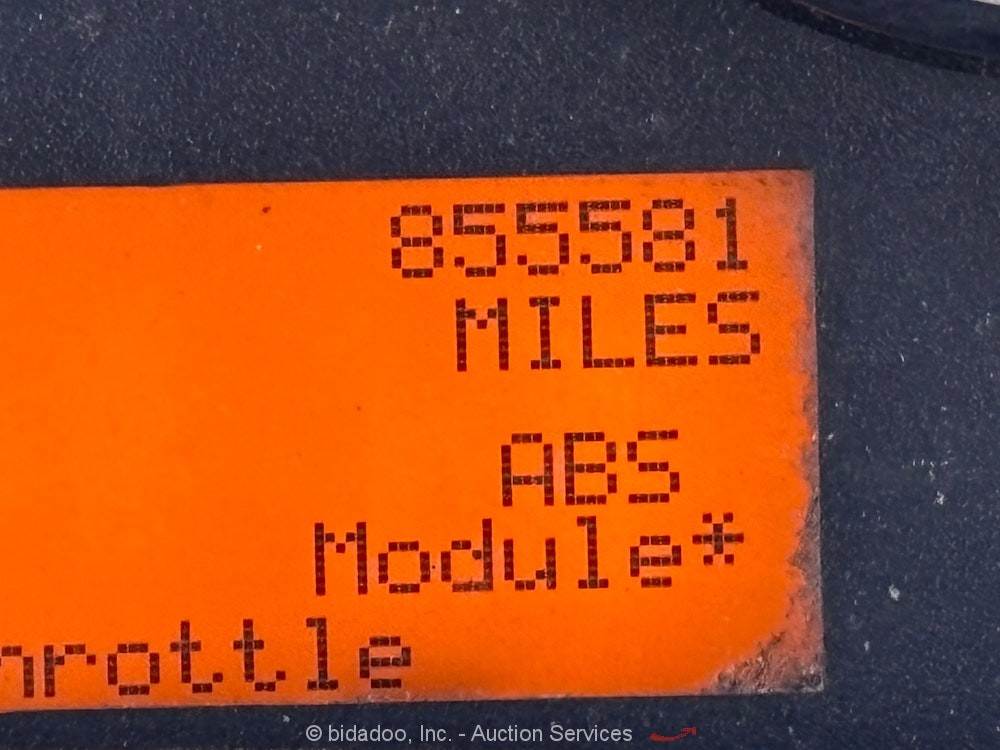 855581
MILES
ABS
Module*
hrottle
© bidadoo, Inc. - Auction Services